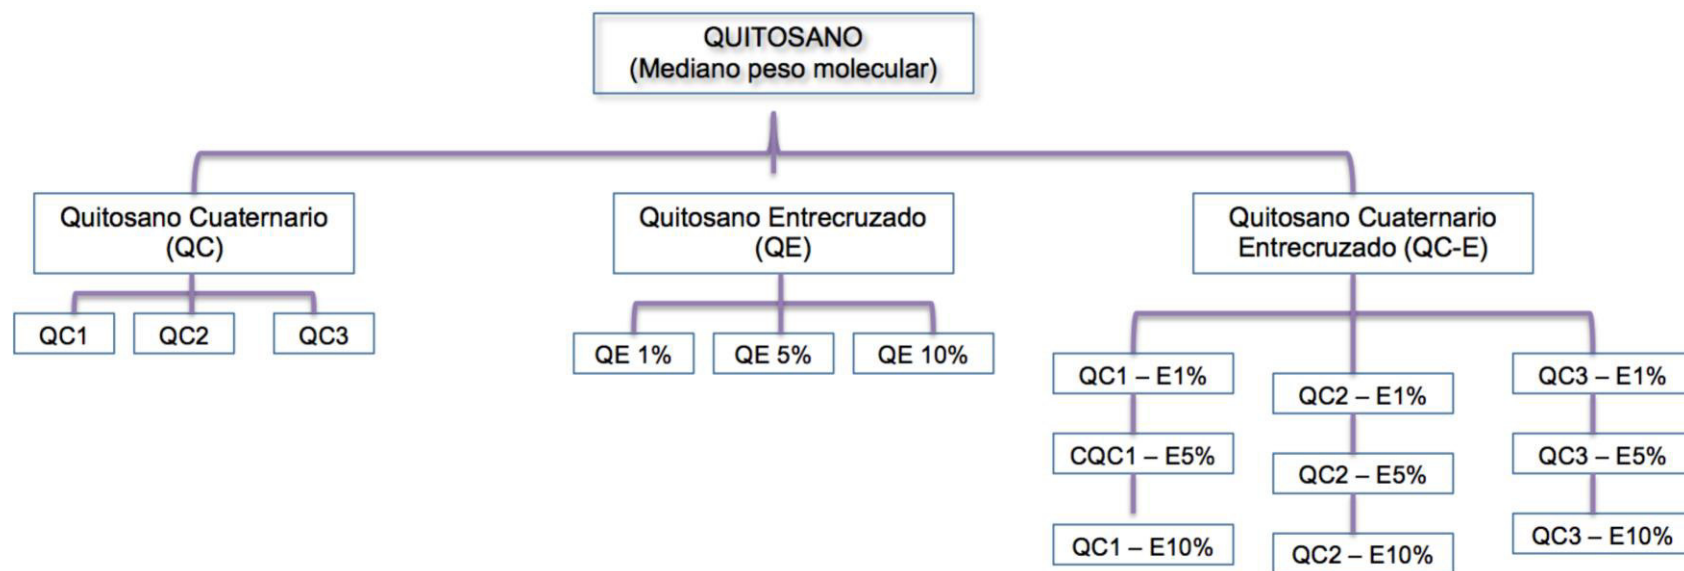 QUITOSANO
(Mediano peso molecular)
Quitosano Cuaternario
(QC)
Quitosano Entrecruzado
(QE)
Quitosano Cuaternario
Entrecruzado (QC-E)
QC1
QC2
QC3
QE 1%
QE 5%
QE 10%
QC1 – E1%
CQC1 – E5%
QC1 – E10%
QC2 – E1%
QC2 – E5%
QC2 – E10%
QC3 – E1%
QC3 – E5%
QC3 – E10%